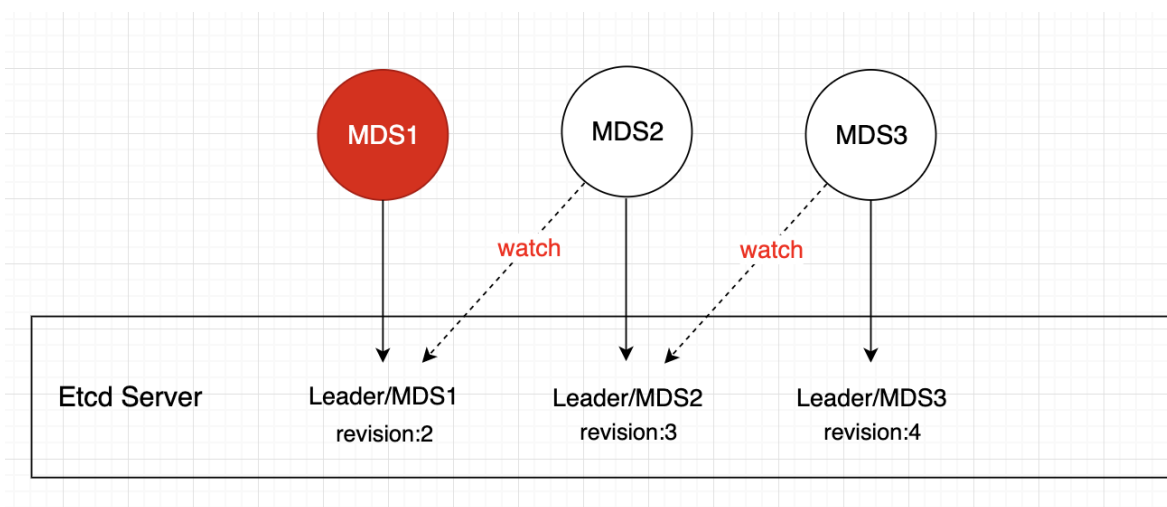 MDS1
MDS2
MDS3
watch
watch
Etcd Server
Leader/MDS1
revision:2
Leader/MDS2
revision:3
Leader/MDS3
revision:4